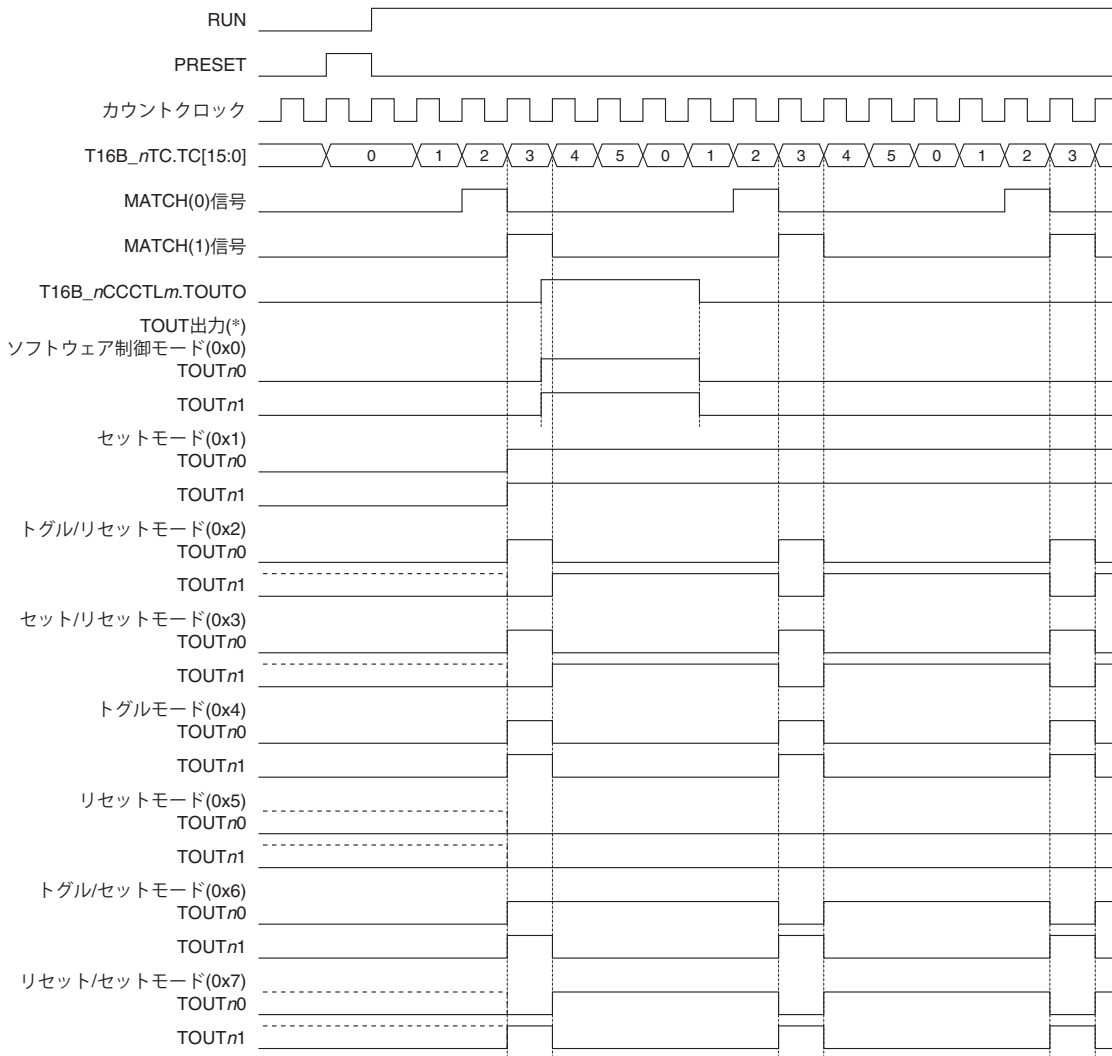 RUN
PRESET
カウントクロック
T16B_nTC.TC[15:0] 0 1 2 3 4 5 0 1 2 3 4 5 0 1 2 3
MATCH(0)信号
MATCH(1)信号
T16B_nCCCTLm.TOUTO
TOUT出力(*)
ソフトウェア制御モード(0x0)
TOUTn0
TOUTn1
セットモード(0x1)
TOUTn0
TOUTn1
トグル/リセットモード(0x2)
TOUTn0
TOUTn1
セット/リセットモード(0x3)
TOUTn0
TOUTn1
トグルモード(0x4)
TOUTn0
TOUTn1
リセットモード(0x5)
TOUTn0
TOUTn1
トグル/セットモード(0x6)
TOUTn0
TOUTn1
リセット/セットモード(0x7)
TOUTn0
TOUTn1